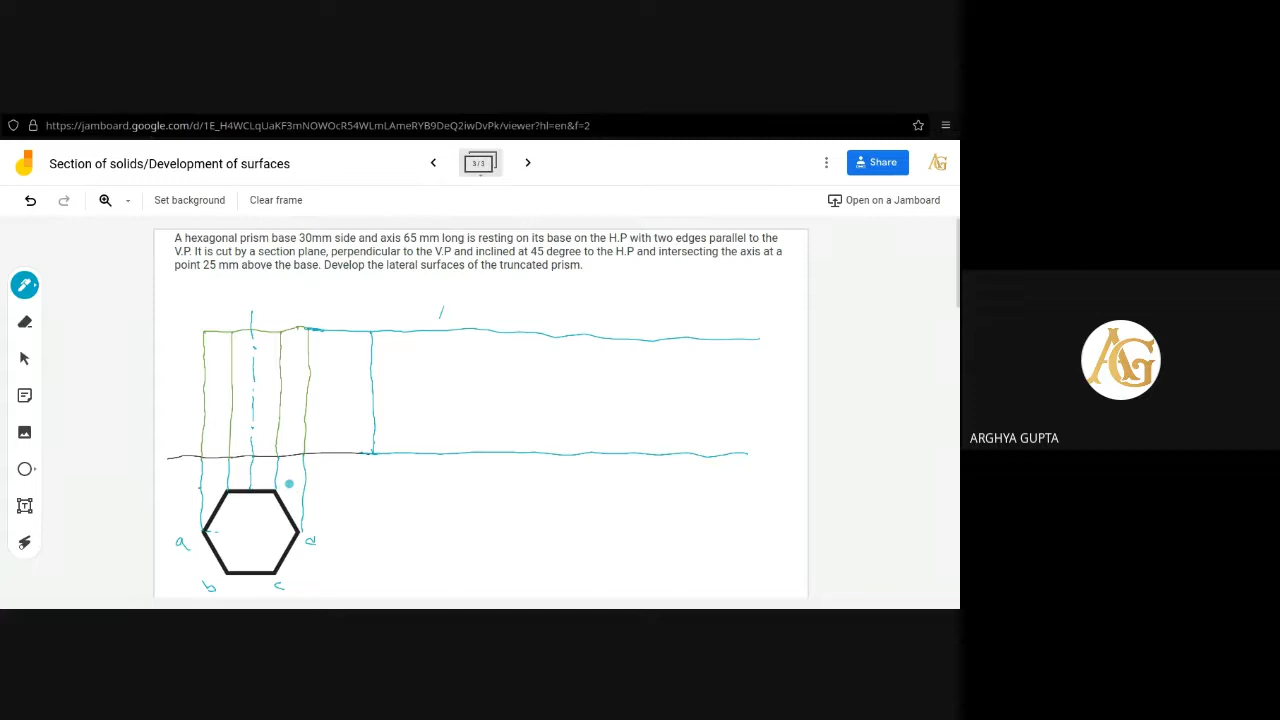 https://jamboard.google.com/d/1E_H4WCLqUaKF3mNOWOcR54WLmLAmeRYB9DeQ2iwDvPk/viewer?hl=en&f=2
Section of solids/Development of surfaces
3/3
Share
AG
Set background
Clear frame
Open on a Jamboard
A hexagonal prism base 30mm side and axis 65 mm long is resting on its base on the H.P with two edges parallel to the
V.P. It is cut by a section plane, perpendicular to the V.P and inclined at 45 degree to the H.P and intersecting the axis at a
point 25 mm above the base. Develop the lateral surfaces of the truncated prism.
a
d
b
c
AG
ARGHYA GUPTA